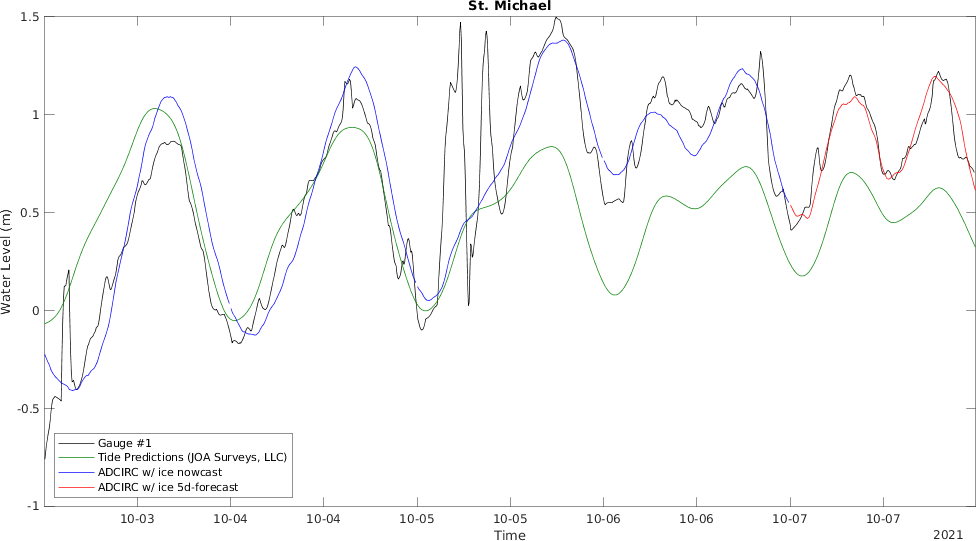 St. Michael
1.5
1
0.5
0
-0.5
-1
Water Level (m)
Gauge #1
Tide Predictions (JOA Surveys, LLC)
ADCIRC w/ ice nowcast
ADCIRC w/ ice 5d-forecast
10-03 10-04 10-04 10-05 10-05 10-06 10-06 10-07 10-07
Time
2021